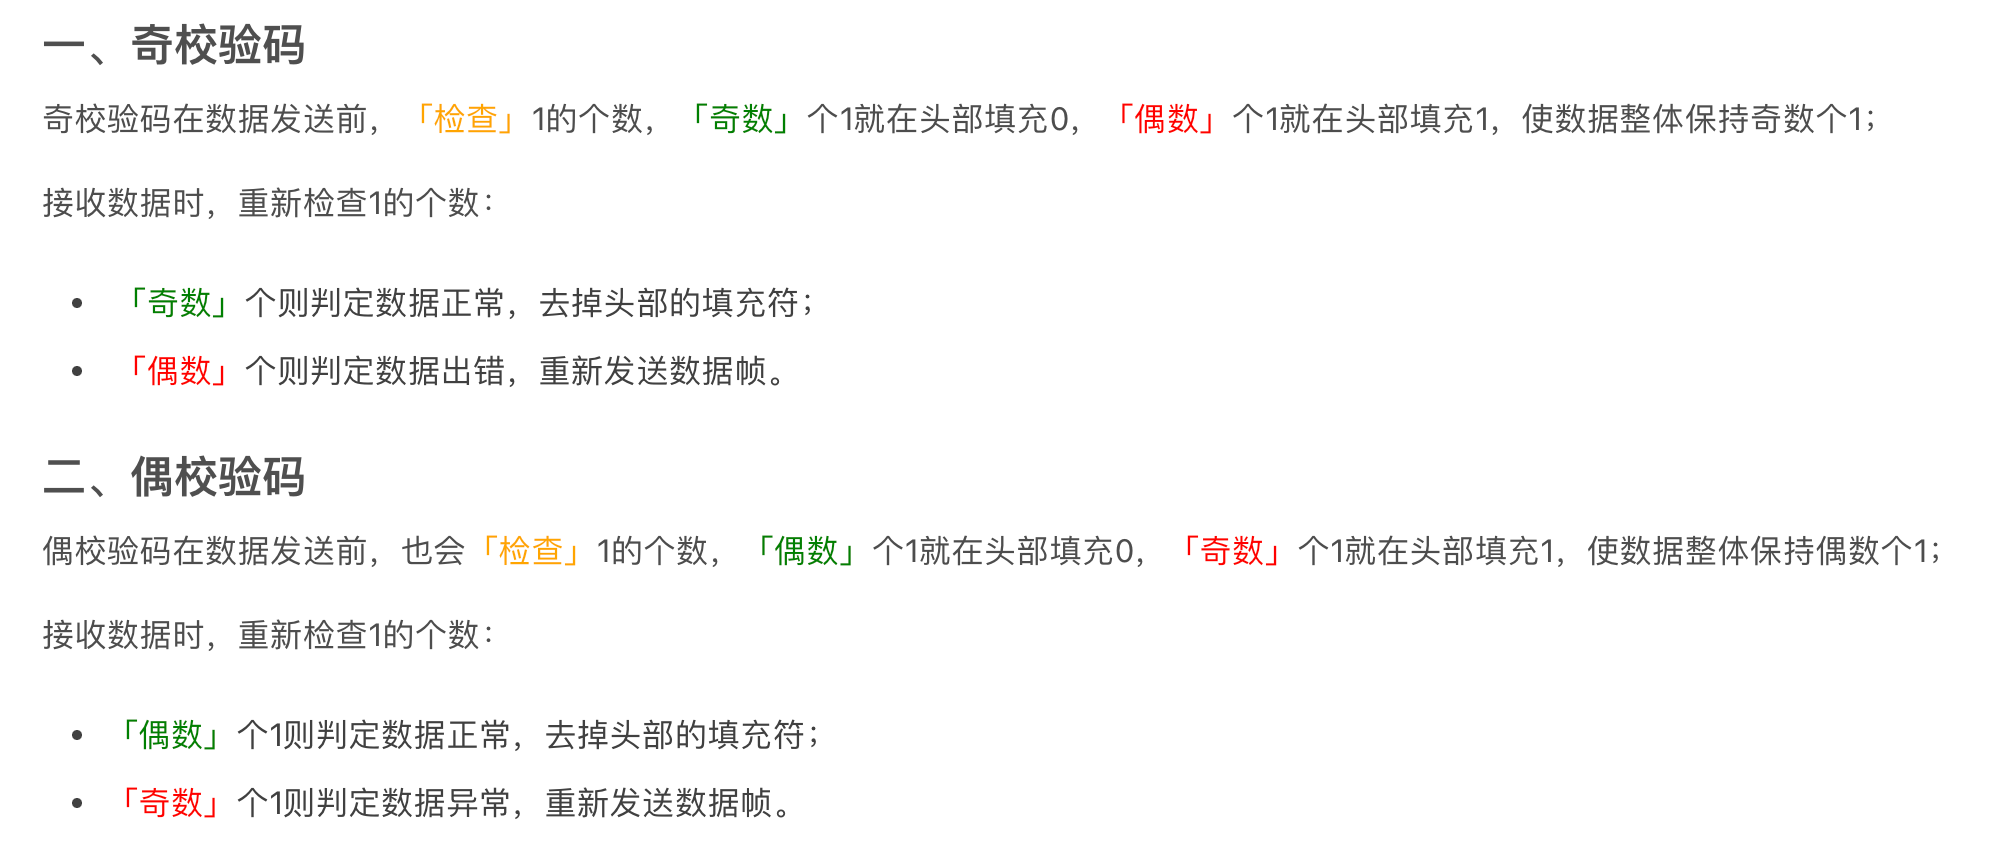 一、奇校验码
奇校验码在数据发送前，「检查」1的个数，「奇数」个1就在头部填充0，「偶数」个1就在头部填充1，使数据整体保持奇数个1；
接收数据时，重新检查1的个数：
• 「奇数」个则判定数据正常，去掉头部的填充符；
• 「偶数」个则判定数据出错，重新发送数据帧。
二、偶校验码
偶校验码在数据发送前，也会「检查」1的个数，「偶数」个1就在头部填充0，「奇数」个1就在头部填充1，使数据整体保持偶数个1；
接收数据时，重新检查1的个数：
• 「偶数」个1则判定数据正常，去掉头部的填充符；
• 「奇数」个1则判定数据异常，重新发送数据帧。